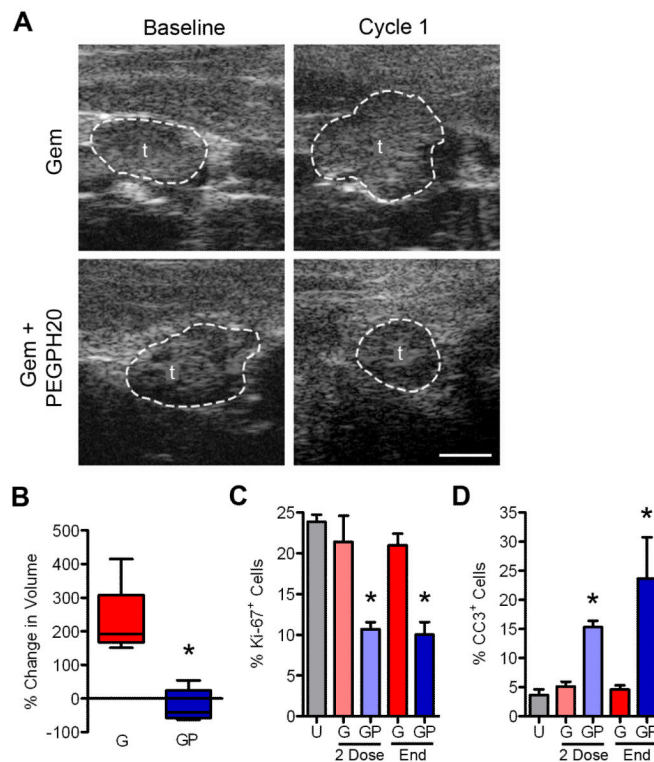 A
Baseline
Cycle 1
Gem
t
t
Gem +
PEGPH20
t
t
B
% Change in Volume
500
400
300
200
100
0
-100
*
G
GP
C
% Ki-67+ Cells
25
20
15
10
5
0
*
*
U
G
GP
G
GP
2 Dose
End
D
% CC3+ Cells
35
30
25
20
15
10
5
0
*
*
U
G
GP
G
GP
2 Dose
End